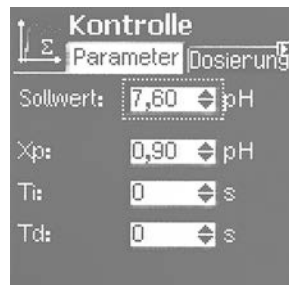 Kontrolle
Σ Parameter Dosierung
Sollwert: 7,60 pH
Xp: 0,90 pH
Ti: 0 s
Td: 0 s